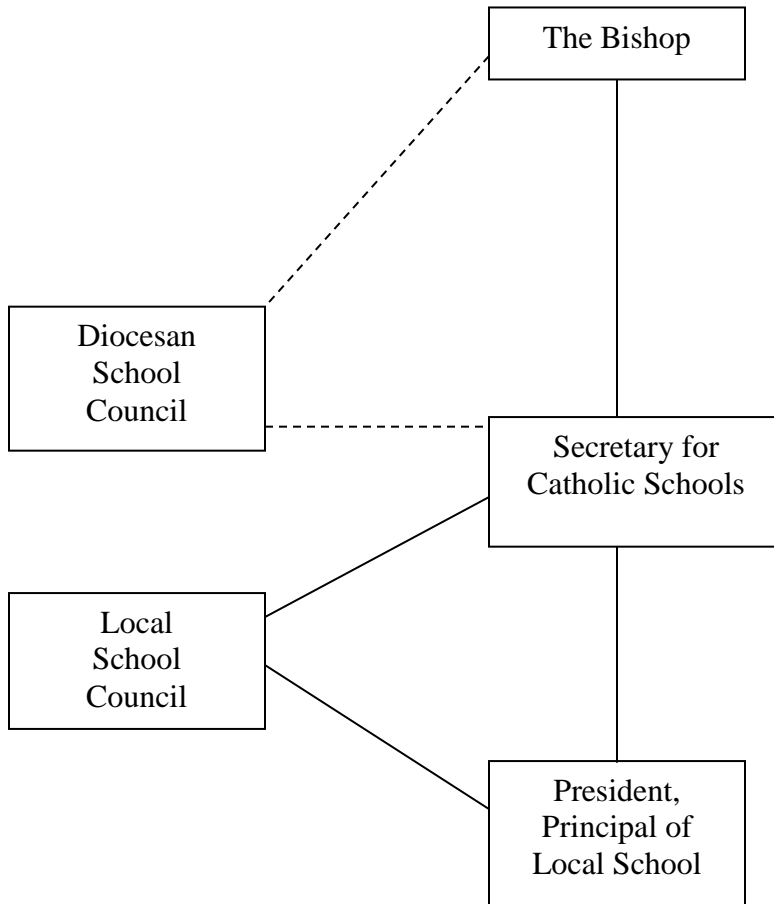 The Bishop
Diocesan
School
Council
Secretary for
Catholic Schools
Local
School
Council
President,
Principal of
Local School